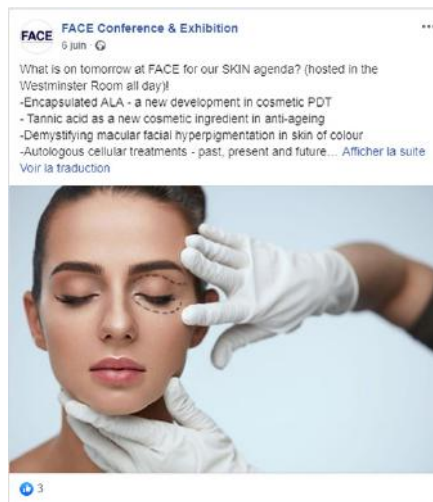 FACE
FACE Conference & Exhibition
6 juin ·
What is on tomorrow at FACE for our SKIN agenda? (hosted in the
Westminster Room all day)!
-Encapsulated ALA - a new development in cosmetic PDT
- Tannic acid as a new cosmetic ingredient in anti-ageing
-Demystifying macular facial hyperpigmentation in skin of colour
-Autologous cellular treatments - past, present and future... Afficher la suite
Voir la traduction
3